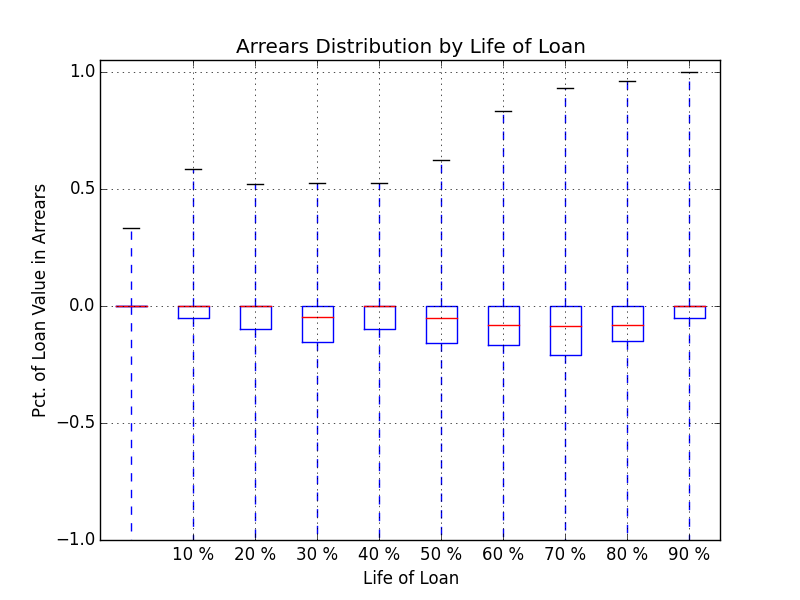 Arrears Distribution by Life of Loan
Pct. of Loan Value in Arrears
1.0
0.5
0.0
−0.5
−1.0
10 % 20 % 30 % 40 % 50 % 60 % 70 % 80 % 90 %
Life of Loan